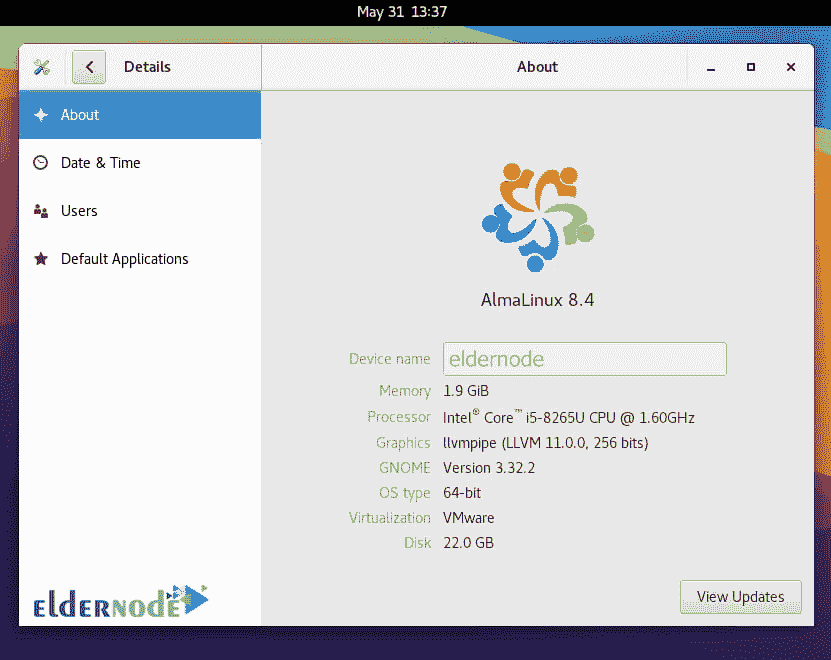 May 31 13:37
Details
About
About
Date & Time
Users
Default Applications
AlmaLinux 8.4
Device name eldernode
Memory 1.9 GiB
Processor Intel® Core™ i5-8265U CPU @ 1.60GHz
Graphics llvmpipe (LLVM 11.0.0, 256 bits)
GNOME Version 3.32.2
OS type 64-bit
Virtualization VMware
Disk 22.0 GB
eldernode
View Updates